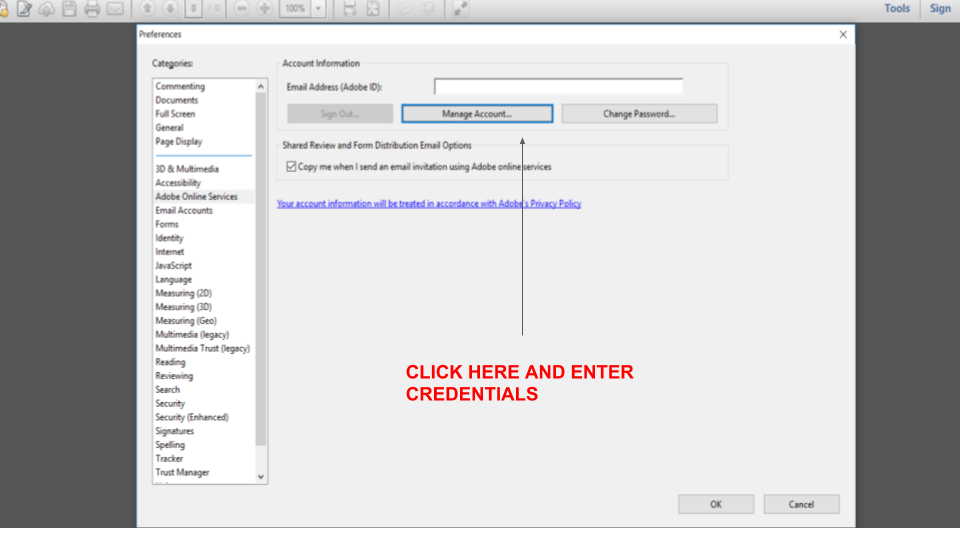 0 / 0 100% Tools Sign
Preferences
Categories:
Commenting
Documents
Full Screen
General
Page Display
3D & Multimedia
Accessibility
Adobe Online Services
Email Accounts
Forms
Identity
Internet
JavaScript
Language
Measuring (2D)
Measuring (3D)
Measuring (Geo)
Multimedia (legacy)
Multimedia Trust (legacy)
Reading
Reviewing
Search
Security
Security (Enhanced)
Signatures
Spelling
Tracker
Trust Manager
Account Information
Email Address (Adobe ID):
Sign Out... Manage Account... Change Password...
Shared Review and Form Distribution Email Options
Copy me when I send an email invitation using Adobe online services
Your account information will be treated in accordance with Adobe's Privacy Policy
CLICK HERE AND ENTER
CREDENTIALS
OK Cancel